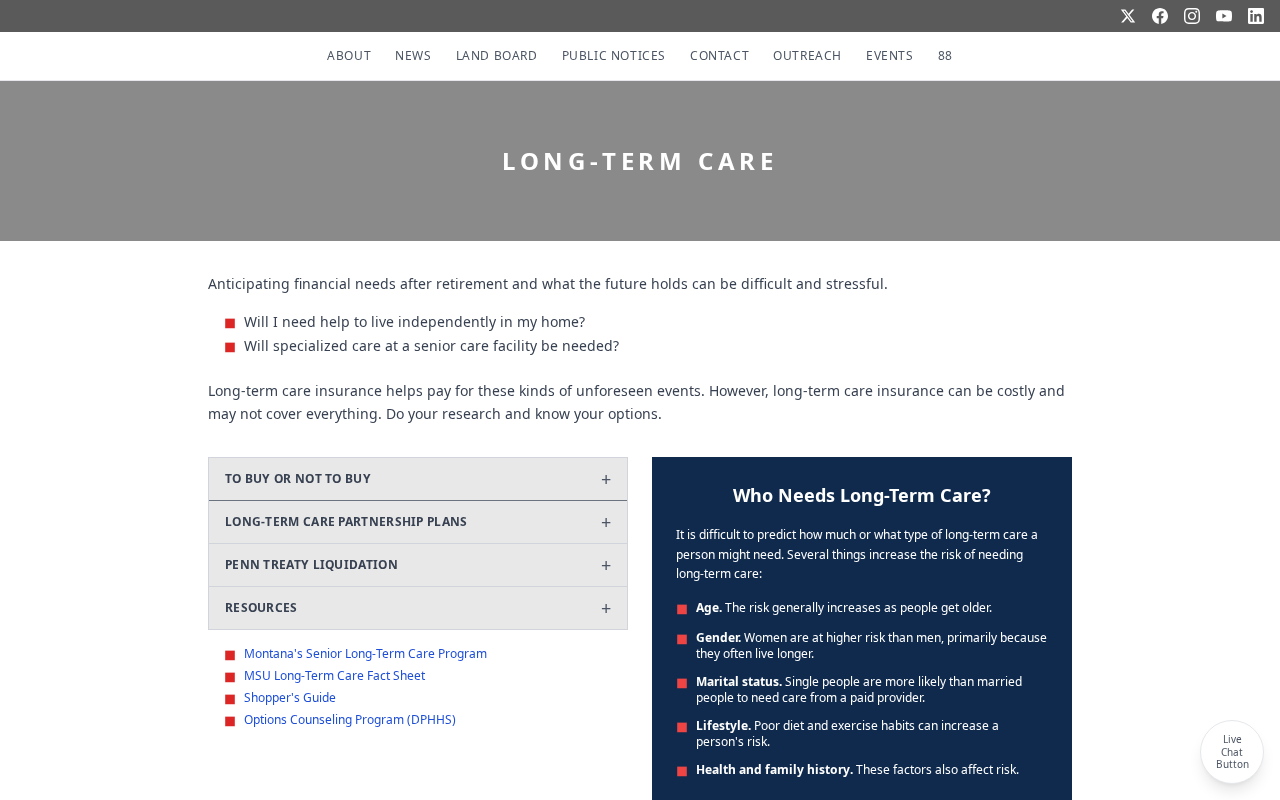 ABOUT NEWS LAND BOARD PUBLIC NOTICES CONTACT OUTREACH EVENTS 88
LONG-TERM CARE
Anticipating financial needs after retirement and what the future holds can be difficult and stressful.
Will I need help to live independently in my home?
Will specialized care at a senior care facility be needed?
Long-term care insurance helps pay for these kinds of unforeseen events. However, long-term care insurance can be costly and
may not cover everything. Do your research and know your options.
TO BUY OR NOT TO BUY +
LONG-TERM CARE PARTNERSHIP PLANS +
PENN TREATY LIQUIDATION +
RESOURCES +
Montana's Senior Long-Term Care Program
MSU Long-Term Care Fact Sheet
Shopper's Guide
Options Counseling Program (DPHHS)
Who Needs Long-Term Care?
It is difficult to predict how much or what type of long-term care a
person might need. Several things increase the risk of needing
long-term care:
Age. The risk generally increases as people get older.
Gender. Women are at higher risk than men, primarily because
they often live longer.
Marital status. Single people are more likely than married
people to need care from a paid provider.
Lifestyle. Poor diet and exercise habits can increase a
person's risk.
Health and family history. These factors also affect risk.
Live
Chat
Button